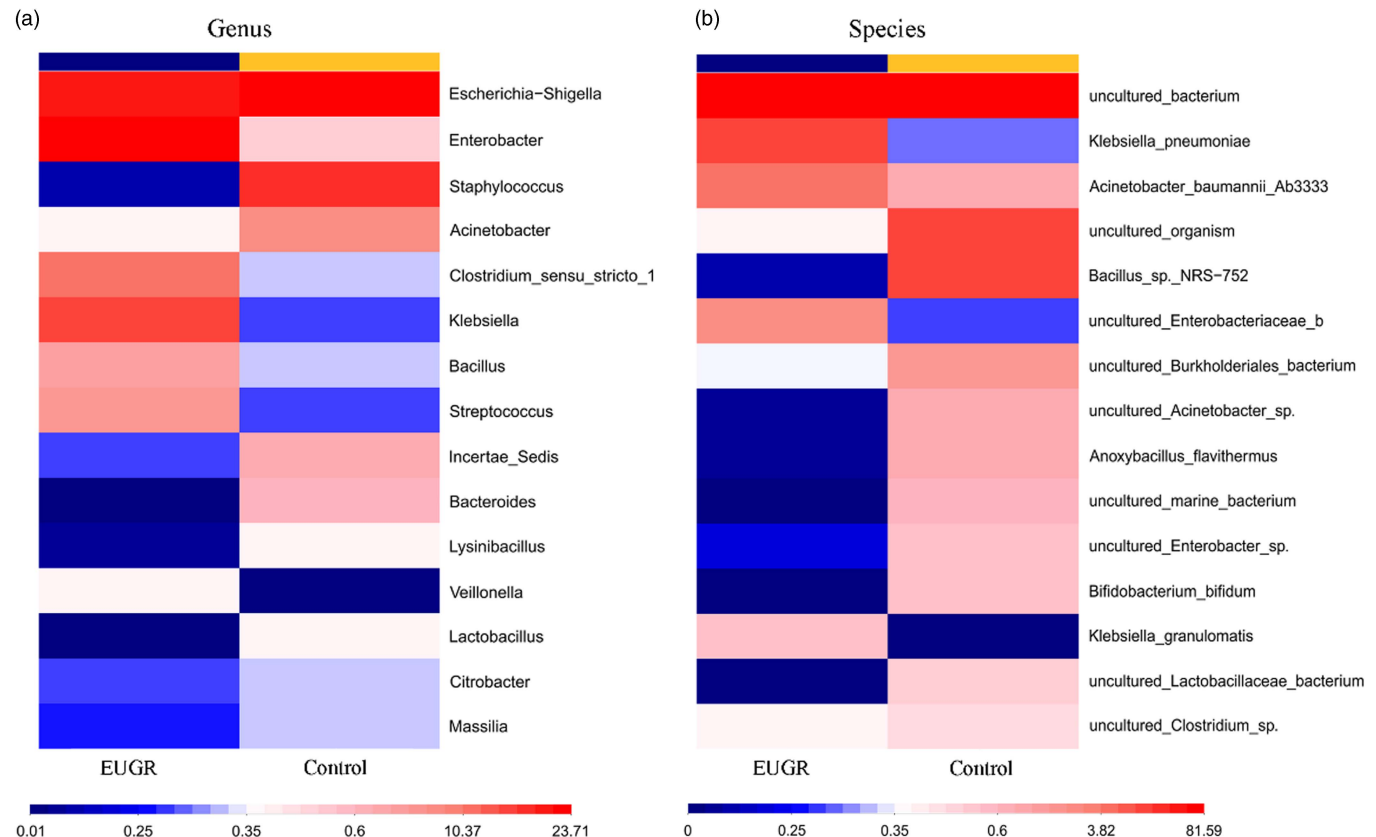 (a)
Genus
Escherichia−Shigella
Enterobacter
Staphylococcus
Acinetobacter
Clostridium_sensu_stricto_1
Klebsiella
Bacillus
Streptococcus
Incertae_Sedis
Bacteroides
Lysinibacillus
Veillonella
Lactobacillus
Citrobacter
Massilia
EUGR Control
0.01 0.25 0.35 0.6 10.37 23.71
(b)
Species
uncultured_bacterium
Klebsiella_pneumoniae
Acinetobacter_baumannii_Ab3333
uncultured_organism
Bacillus_sp._NRS−752
uncultured_Enterobacteriaceae_b
uncultured_Burkholderiales_bacterium
uncultured_Acinetobacter_sp.
Anoxybacillus_flavithermus
uncultured_marine_bacterium
uncultured_Enterobacter_sp.
Bifidobacterium_bifidum
Klebsiella_granulomatis
uncultured_Lactobacillaceae_bacterium
uncultured_Clostridium_sp.
EUGR Control
0 0.25 0.35 0.6 3.82 81.59